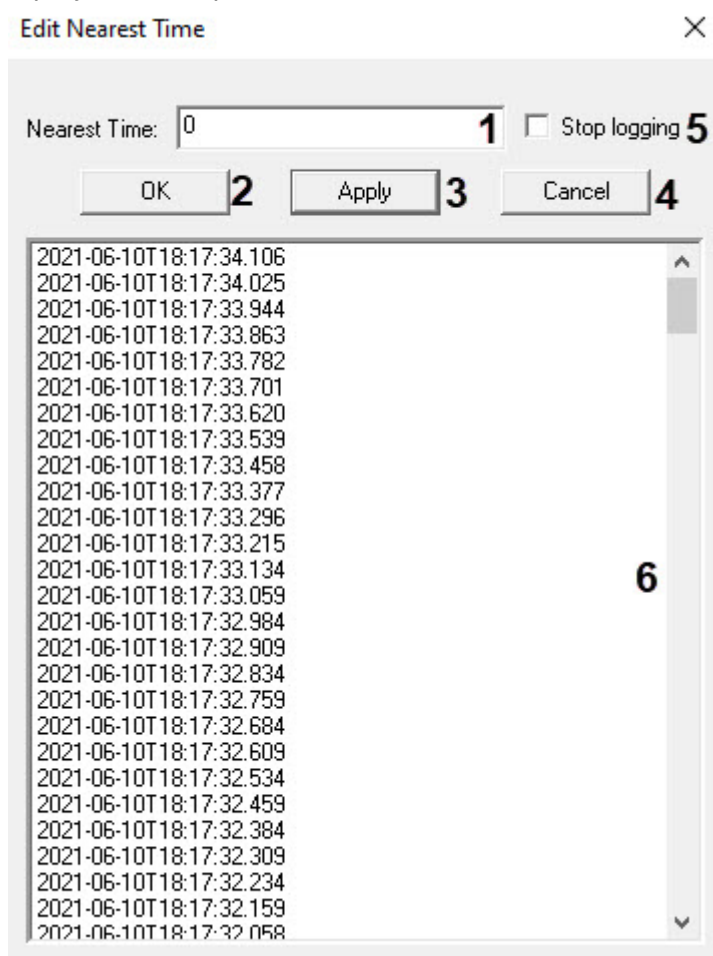 Edit Nearest Time
Nearest Time: 0 1 Stop logging 5
OK 2 Apply 3 Cancel 4
2021-06-10T18:17:34.106
2021-06-10T18:17:34.025
2021-06-10T18:17:33.944
2021-06-10T18:17:33.863
2021-06-10T18:17:33.782
2021-06-10T18:17:33.701
2021-06-10T18:17:33.620
2021-06-10T18:17:33.539
2021-06-10T18:17:33.458
2021-06-10T18:17:33.377
2021-06-10T18:17:33.296
2021-06-10T18:17:33.215
2021-06-10T18:17:33.134
6
2021-06-10T18:17:33.059
2021-06-10T18:17:32.984
2021-06-10T18:17:32.909
2021-06-10T18:17:32.834
2021-06-10T18:17:32.759
2021-06-10T18:17:32.684
2021-06-10T18:17:32.609
2021-06-10T18:17:32.534
2021-06-10T18:17:32.459
2021-06-10T18:17:32.384
2021-06-10T18:17:32.309
2021-06-10T18:17:32.234
2021-06-10T18:17:32.159
2021-06-10T18:17:32.058